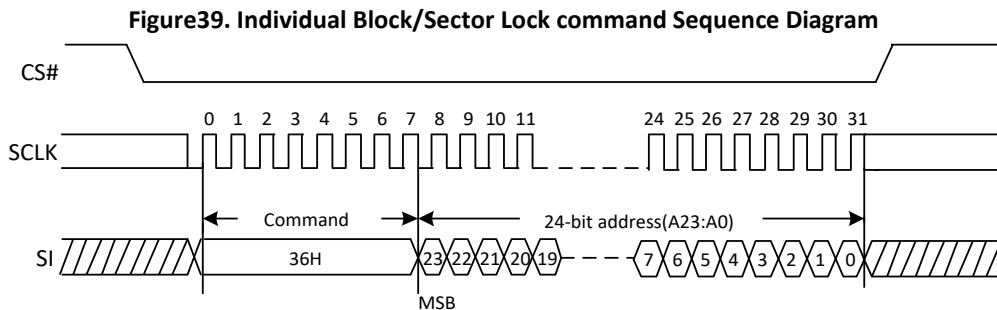 Figure39. Individual Block/Sector Lock command Sequence Diagram
CS#
0 1 2 3 4 5 6 7 8 9 10 11 24 25 26 27 28 29 30 31
SCLK
Command 24-bit address(A23:A0)
SI 36H 23 22 21 20 19 7 6 5 4 3 2 1 0
MSB